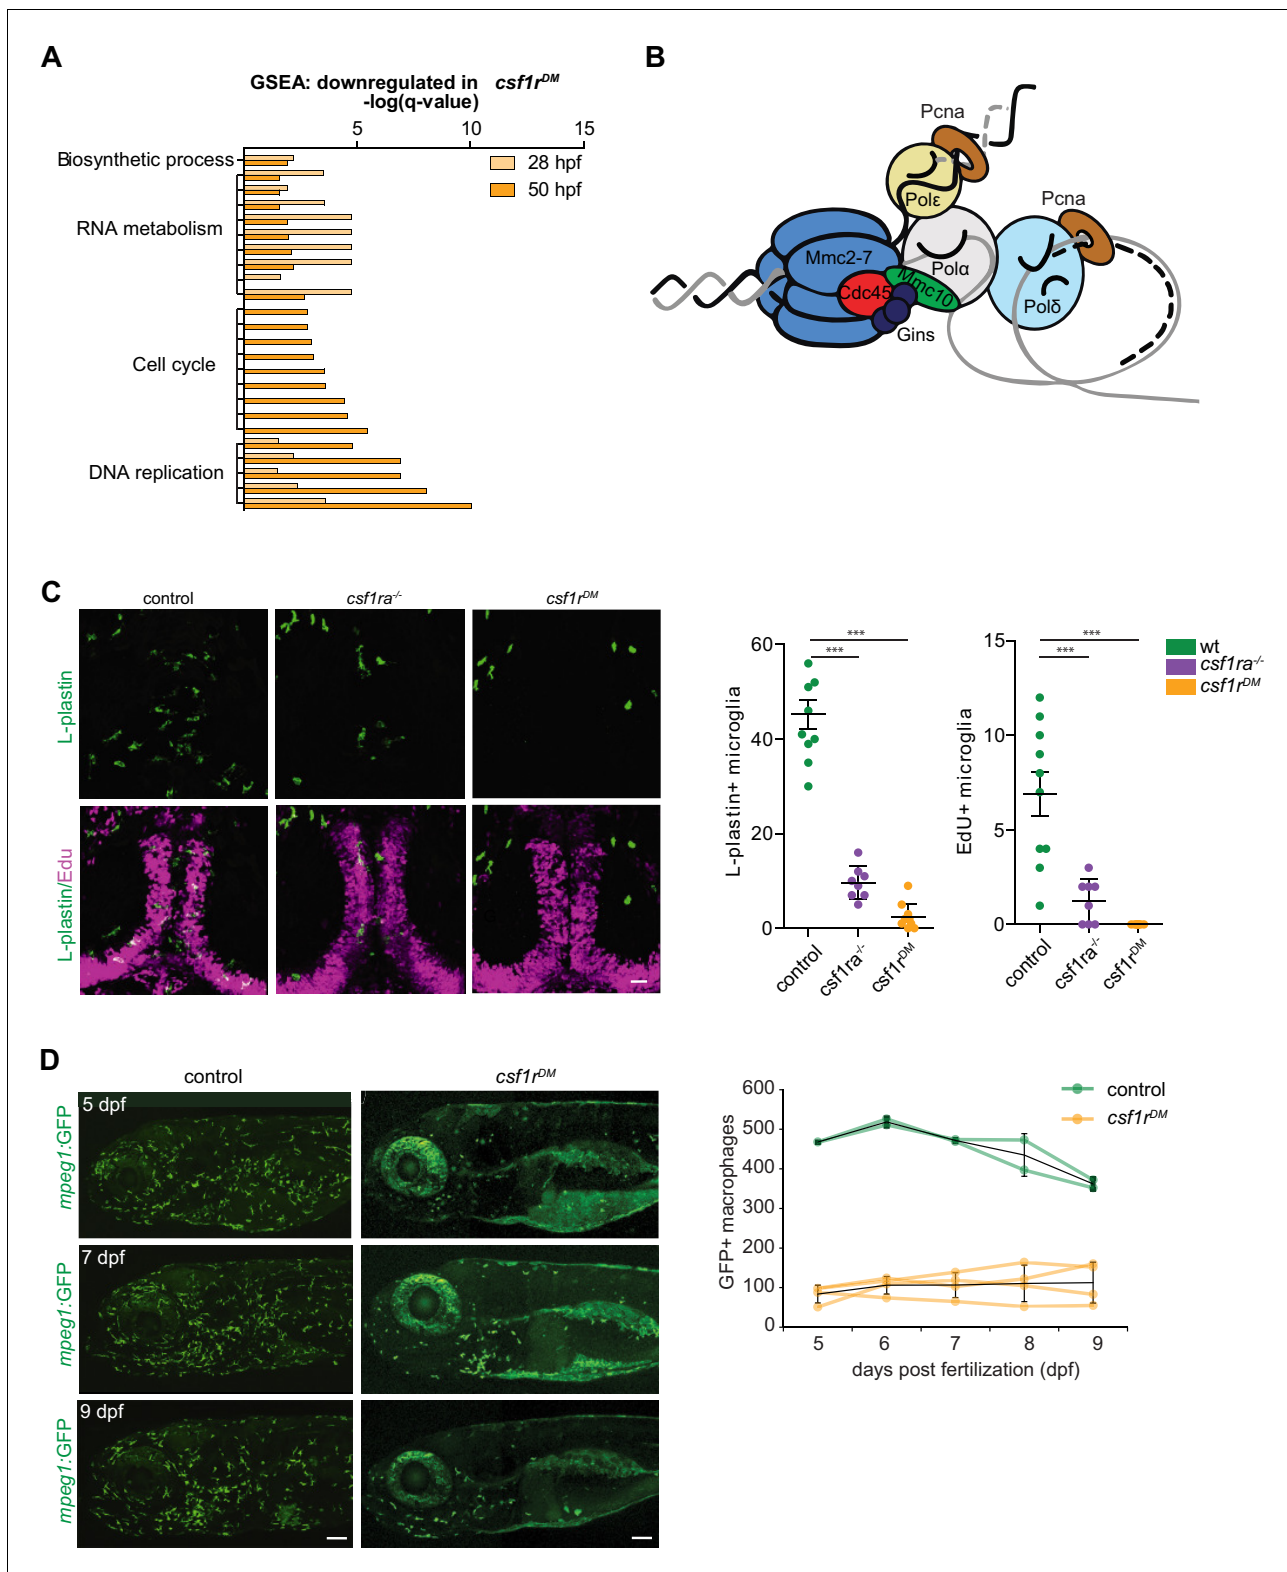 A
GSEA: downregulated in csf1rDM
-log(q-value)
5
10
15
Biosynthetic process
RNA metabolism
Cell cycle
DNA replication
28 hpf
50 hpf
B
Pcna
Polε
Pcna
Mmc2-7
Polα
Cdc45
Mmc10
Polδ
Gins
C
control
csf1ra-/-
csf1rDM
L-plastin
L-plastin/Edu
L-plastin+ microglia
60
40
20
0
***
***
control
csf1ra-/-
csf1rDM
EdU+ microglia
15
10
5
0
***
***
control
csf1ra-/-
csf1rDM
wt
csf1ra-/-
csf1rDM
D
control
csf1rDM
mpeg1:GFP
5 dpf
mpeg1:GFP
7 dpf
mpeg1:GFP
9 dpf
GFP+ macrophages
600
500
400
300
200
100
0
5
6
7
8
9
days post fertilization (dpf)
control
csf1rDM